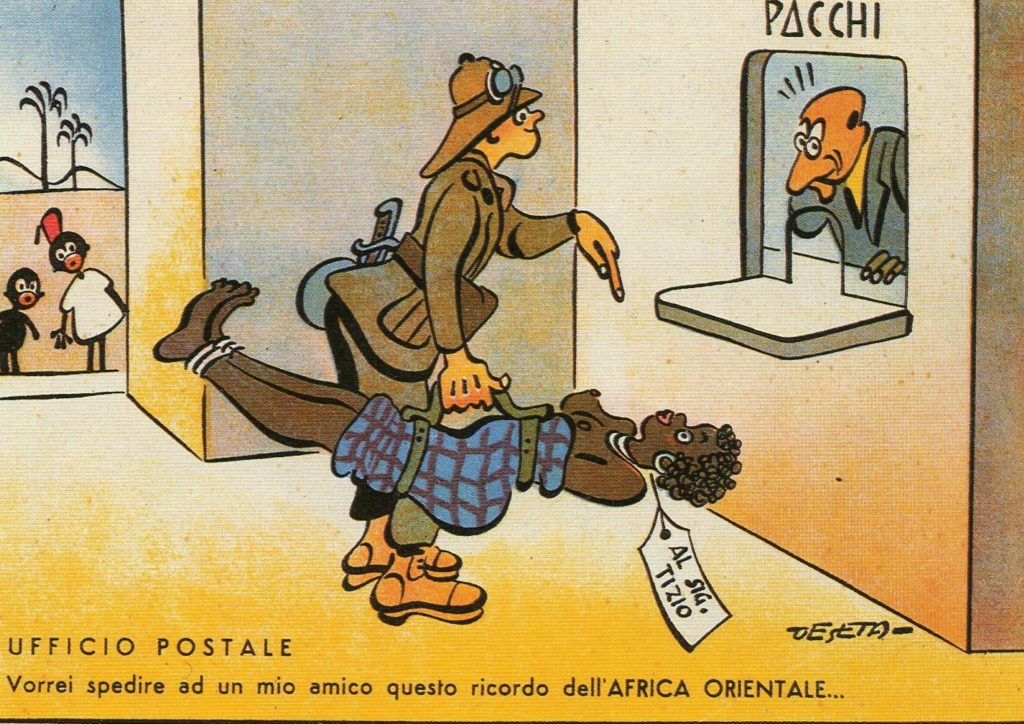 PACCHI
AL SIG.
TIZIO
DESETA
UFFICIO POSTALE
Vorrei spedire ad un mio amico questo ricordo dell'AFRICA ORIENTALE...